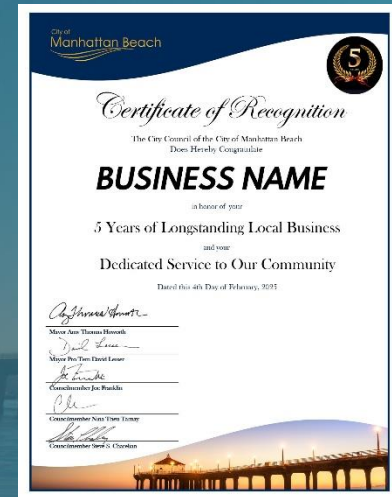 City of
Manhattan Beach
5
Certificate of Recognition
The City Council of the City of Manhattan Beach
Does Hereby Congratulate
BUSINESS NAME
in honor of your
5 Years of Longstanding Local Business
and your
Dedicated Service to Our Community
Dated this 4th Day of February, 2025
Mayor Amy Thomas Howorth
Mayor Pro Tem David Lesser
Councilmember Joe Franklin
Councilmember Nina Tarnay
Councilmember Steve S. Charelian